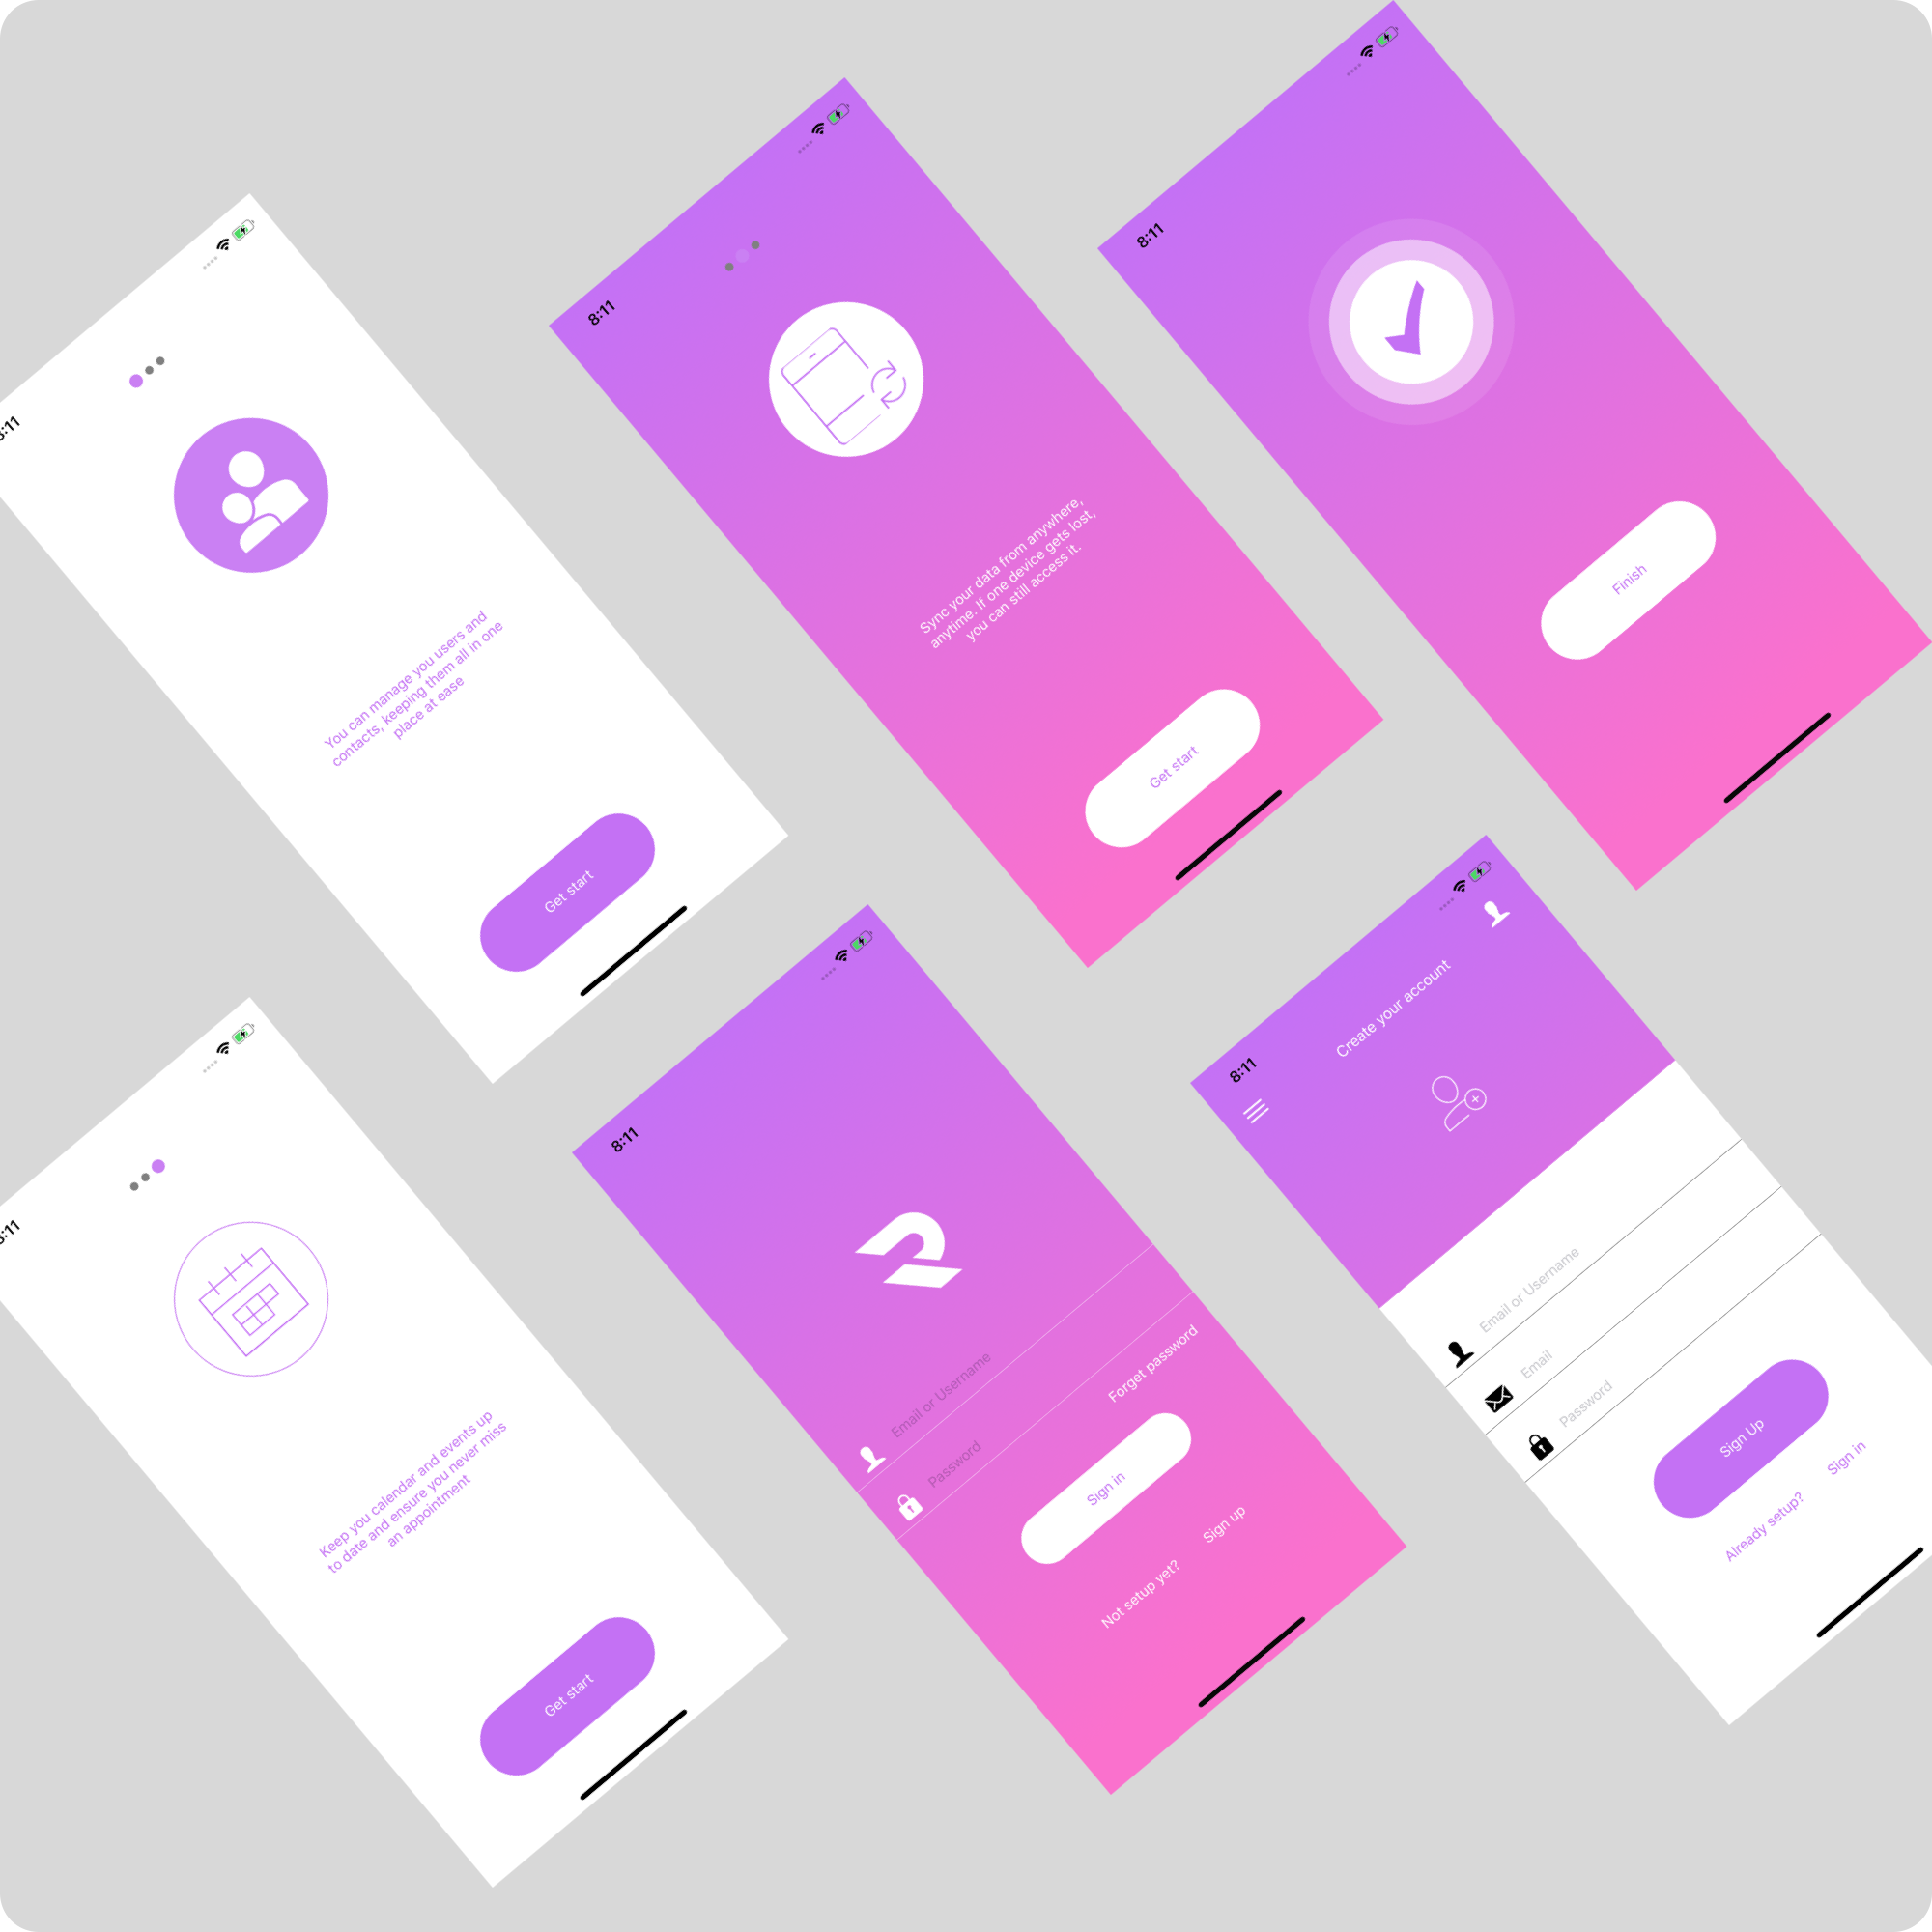 8:11
You can manage you users and
contacts, keeping them all in one
place at ease
Get start
8:11
Sync your data from anywhere,
anytime. If one device gets lost,
you can still access it.
Get start
8:11
Finish
:11
Keep you calendar and events up
to date and ensure you never miss
an appointment
Get start
8:11
Email or Username
Password
Forget password
Sign in
Not setup yet? Sign up
8:11
Create your account
Email or Username
Email
Password
Sign Up
Already setup? Sign in